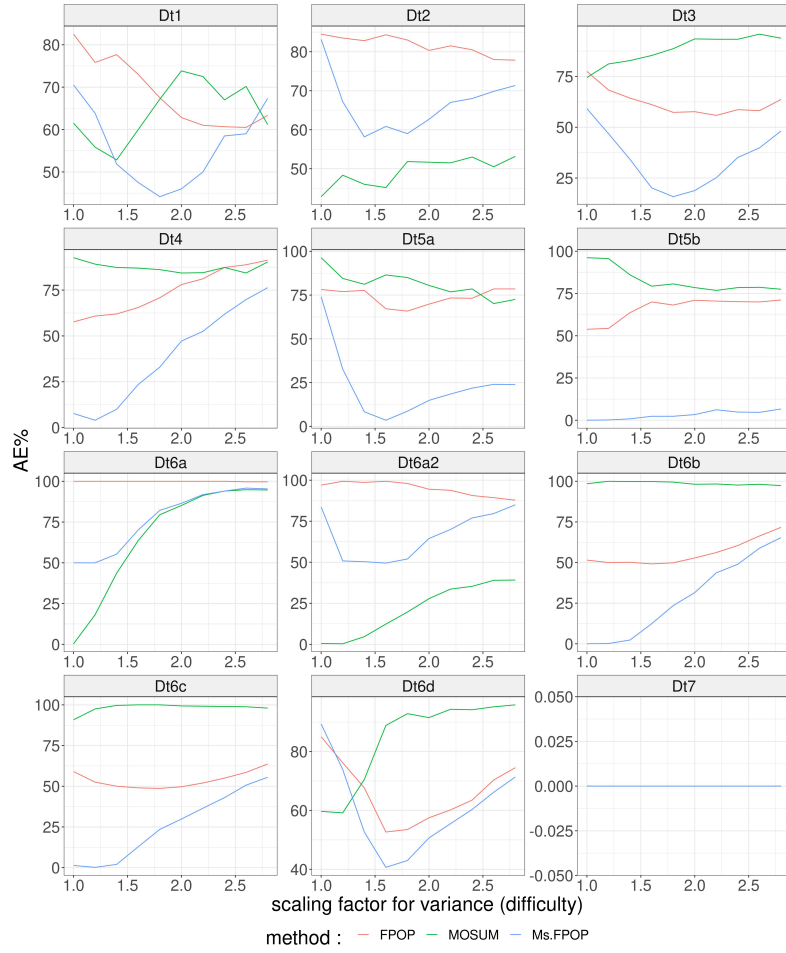 Dt1 Dt2 Dt3
80
70
60
50
1.0 1.5 2.0 2.5
80
70
60
50
1.0 1.5 2.0 2.5
75
50
25
1.0 1.5 2.0 2.5
Dt4 Dt5a Dt5b
75
50
25
0
1.0 1.5 2.0 2.5
100
75
50
25
0
1.0 1.5 2.0 2.5
100
75
50
25
0
1.0 1.5 2.0 2.5
AE%
Dt6a Dt6a2 Dt6b
100
75
50
25
0
1.0 1.5 2.0 2.5
100
75
50
25
0
1.0 1.5 2.0 2.5
100
75
50
25
0
1.0 1.5 2.0 2.5
Dt6c Dt6d Dt7
100
75
50
25
0
1.0 1.5 2.0 2.5
80
60
40
1.0 1.5 2.0 2.5
0.050
0.025
0.000
-0.025
-0.050
1.0 1.5 2.0 2.5
scaling factor for variance (difficulty)
method : FPOP MOSUM Ms.FPOP